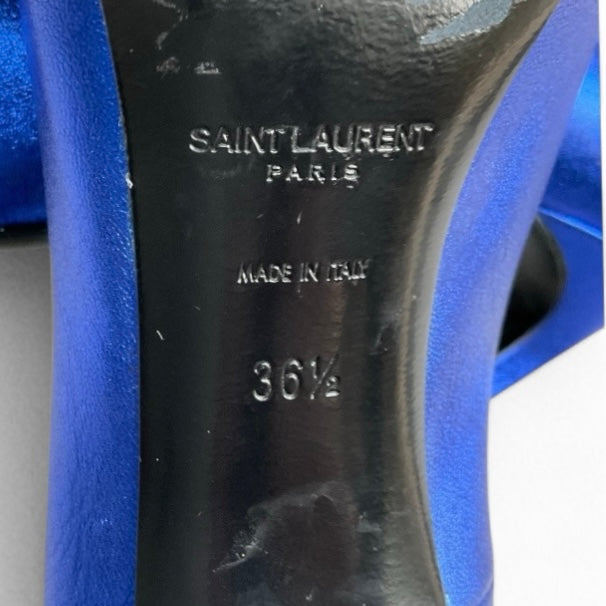 SAINT LAURENT
PARIS
MADE IN ITALY
36½